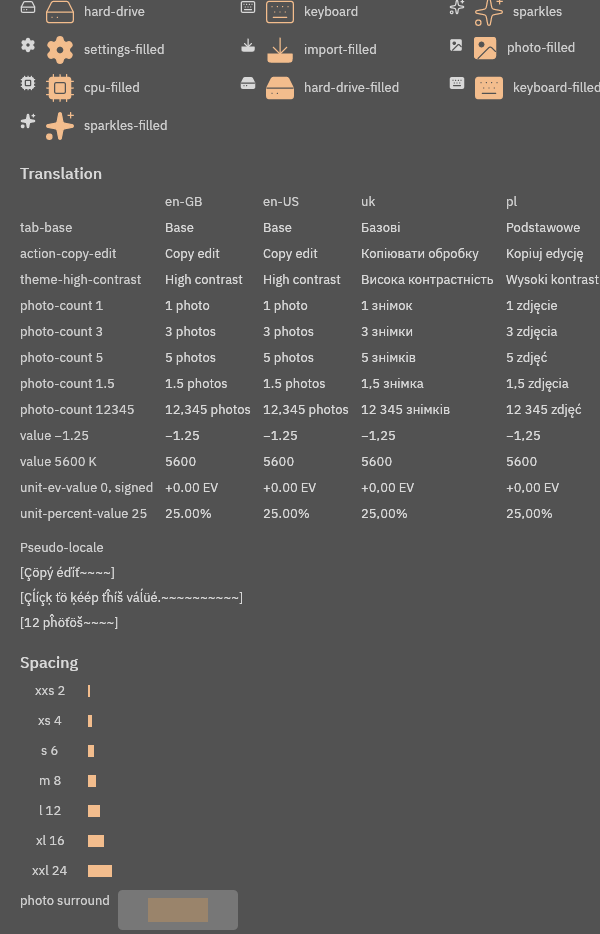 hard-drive keyboard sparkles
settings-filled import-filled photo-filled
cpu-filled hard-drive-filled keyboard-filled
sparkles-filled
Translation
en-GB en-US uk pl
tab-base Base Base Базові Podstawowe
action-copy-edit Copy edit Copy edit Копіювати обробку Kopiuj edycję
theme-high-contrast High contrast High contrast Висока контрастність Wysoki kontrast
photo-count 1 1 photo 1 photo 1 знімок 1 zdjęcie
photo-count 3 3 photos 3 photos 3 знімки 3 zdjęcia
photo-count 5 5 photos 5 photos 5 знімків 5 zdjęć
photo-count 1.5 1.5 photos 1.5 photos 1,5 знімка 1,5 zdjęcia
photo-count 12345 12,345 photos 12,345 photos 12 345 знімків 12 345 zdjęć
value −1.25 −1.25 −1.25 −1,25 −1,25
value 5600 K 5600 5600 5600 5600
unit-ev-value 0, signed +0.00 EV +0.00 EV +0,00 EV +0,00 EV
unit-percent-value 25 25.00% 25.00% 25,00% 25,00%
Pseudo-locale
[Çöpý éďíť~~~~]
[Çĺíçķ ťö ķéép ťĥíš váĺüé.~~~~~~~~~~]
[12 pĥöťöš~~~~]
Spacing
xxs 2
xs 4
s 6
m 8
l 12
xl 16
xxl 24
photo surround